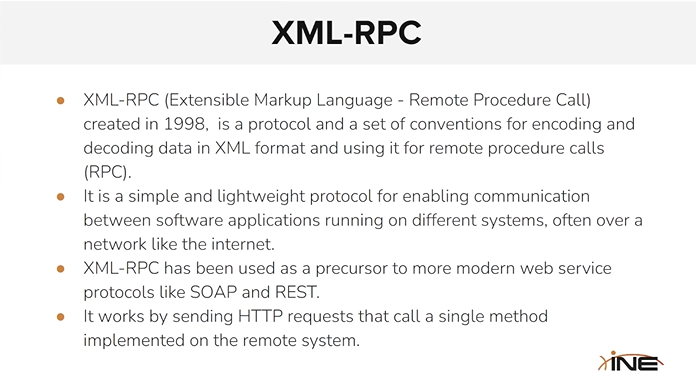 XML-RPC
● XML-RPC (Extensible Markup Language - Remote Procedure Call)
created in 1998,  is a protocol and a set of conventions for encoding and
decoding data in XML format and using it for remote procedure calls
(RPC).
● It is a simple and lightweight protocol for enabling communication
between software applications running on different systems, often over a
network like the internet.
● XML-RPC has been used as a precursor to more modern web service
protocols like SOAP and REST.
● It works by sending HTTP requests that call a single method
implemented on the remote system.
INE